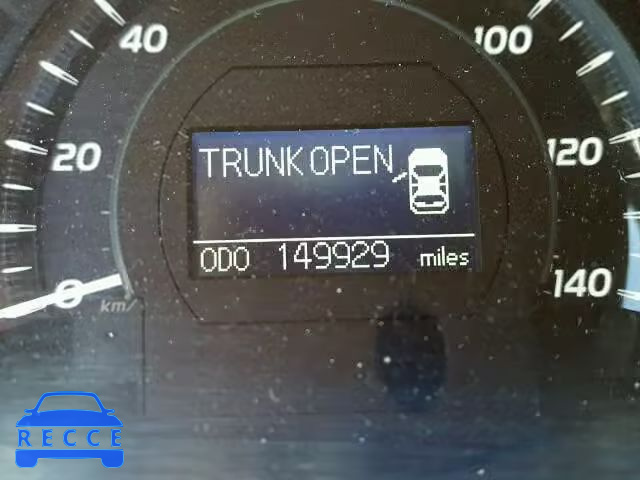 40
100
20
TRUNK OPEN
120
0
ODO 149929 miles
140
km/
RECCE